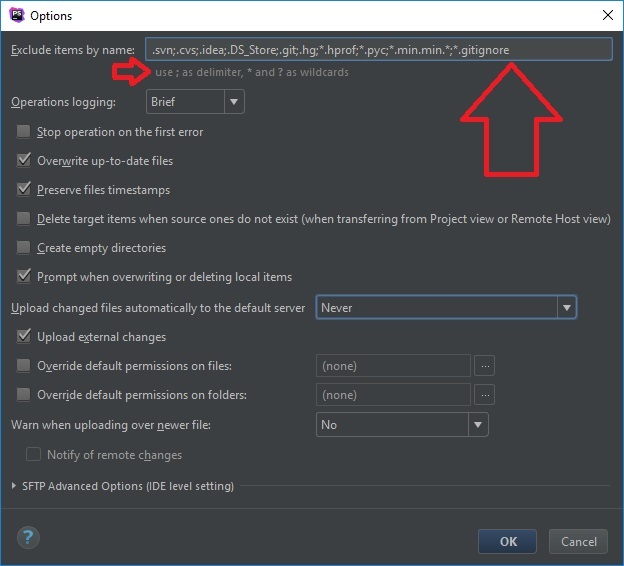 PS Options
Exclude items by name: .svn;.cvs;.idea;.DS_Store;.git;.hg;*.hprof;*.pyc;*.min.min.*;*.gitignore
use ; as delimiter, * and ? as wildcards
Operations logging: Brief
Stop operation on the first error
Overwrite up-to-date files
Preserve files timestamps
Delete target items when source ones do not exist (when transferring from Project view or Remote Host view)
Create empty directories
Prompt when overwriting or deleting local items
Upload changed files automatically to the default server Never
Upload external changes
Override default permissions on files: (none) ...
Override default permissions on folders: (none) ...
Warn when uploading over newer file: No
Notify of remote changes
SFTP Advanced Options (IDE level setting)
? OK Cancel